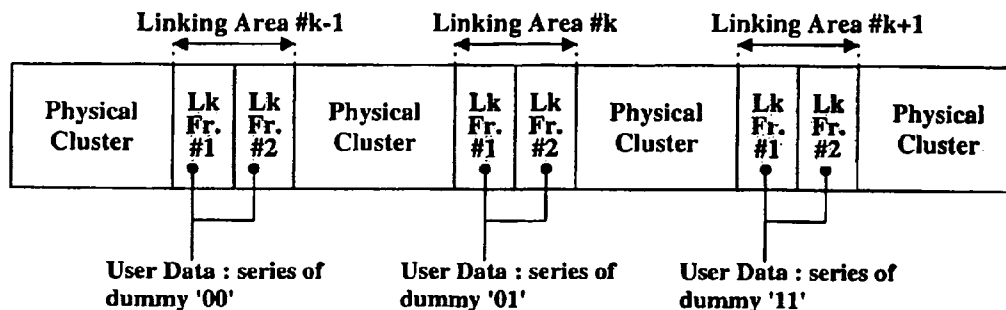 Linking Area #k-1
Linking Area #k
Linking Area #k+1
Physical
Cluster
Lk
Fr.
#1
Lk
Fr.
#2
Physical
Cluster
Lk
Fr.
#1
Lk
Fr.
#2
Physical
Cluster
Lk
Fr.
#1
Lk
Fr.
#2
Physical
Cluster
User Data : series of
dummy '00'
User Data : series of
dummy '01'
User Data : series of
dummy '11'